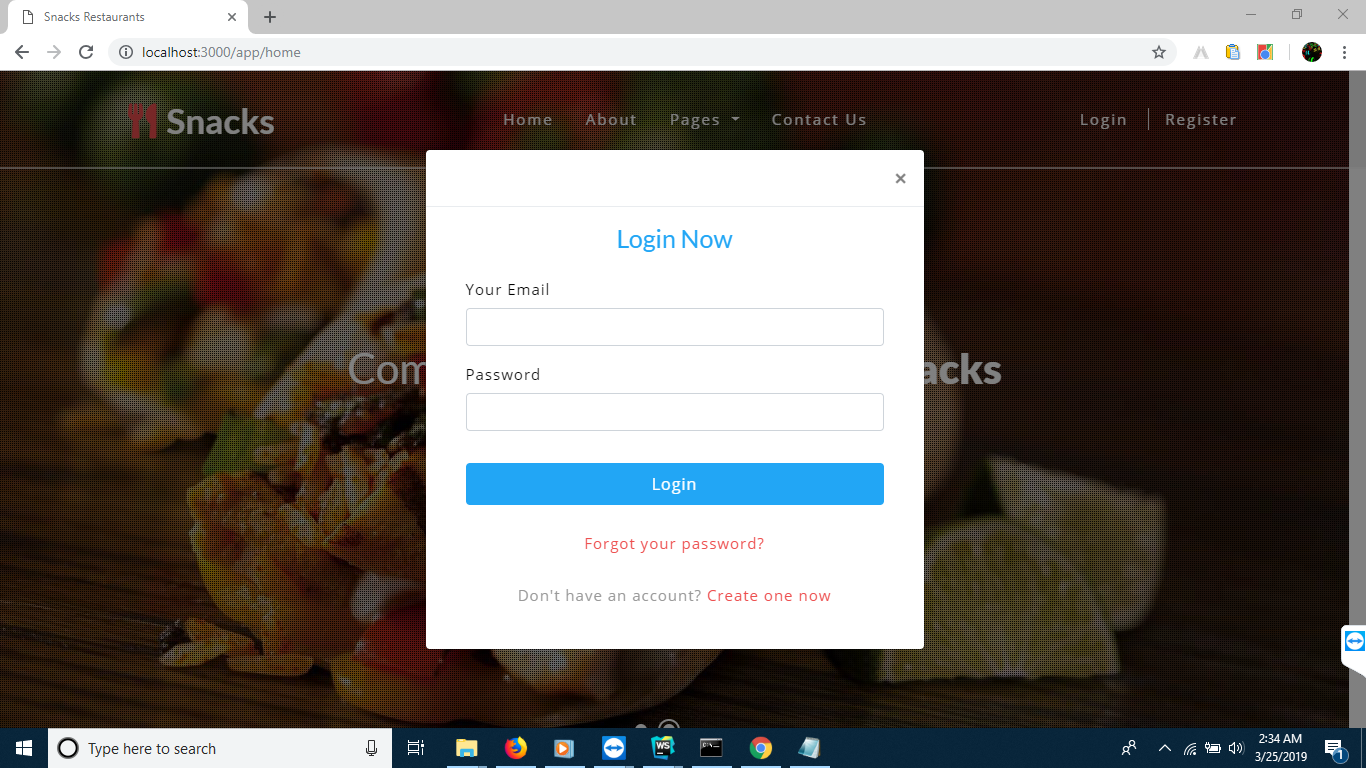 Snacks Restaurants
localhost:3000/app/home
Snacks
Home About Pages Contact Us
Login Register
×
Login Now
Your Email
Com
acks
Password
Login
Forgot your password?
Don't have an account? Create one now
Type here to search
WS
2:34 AM
3/25/2019
1